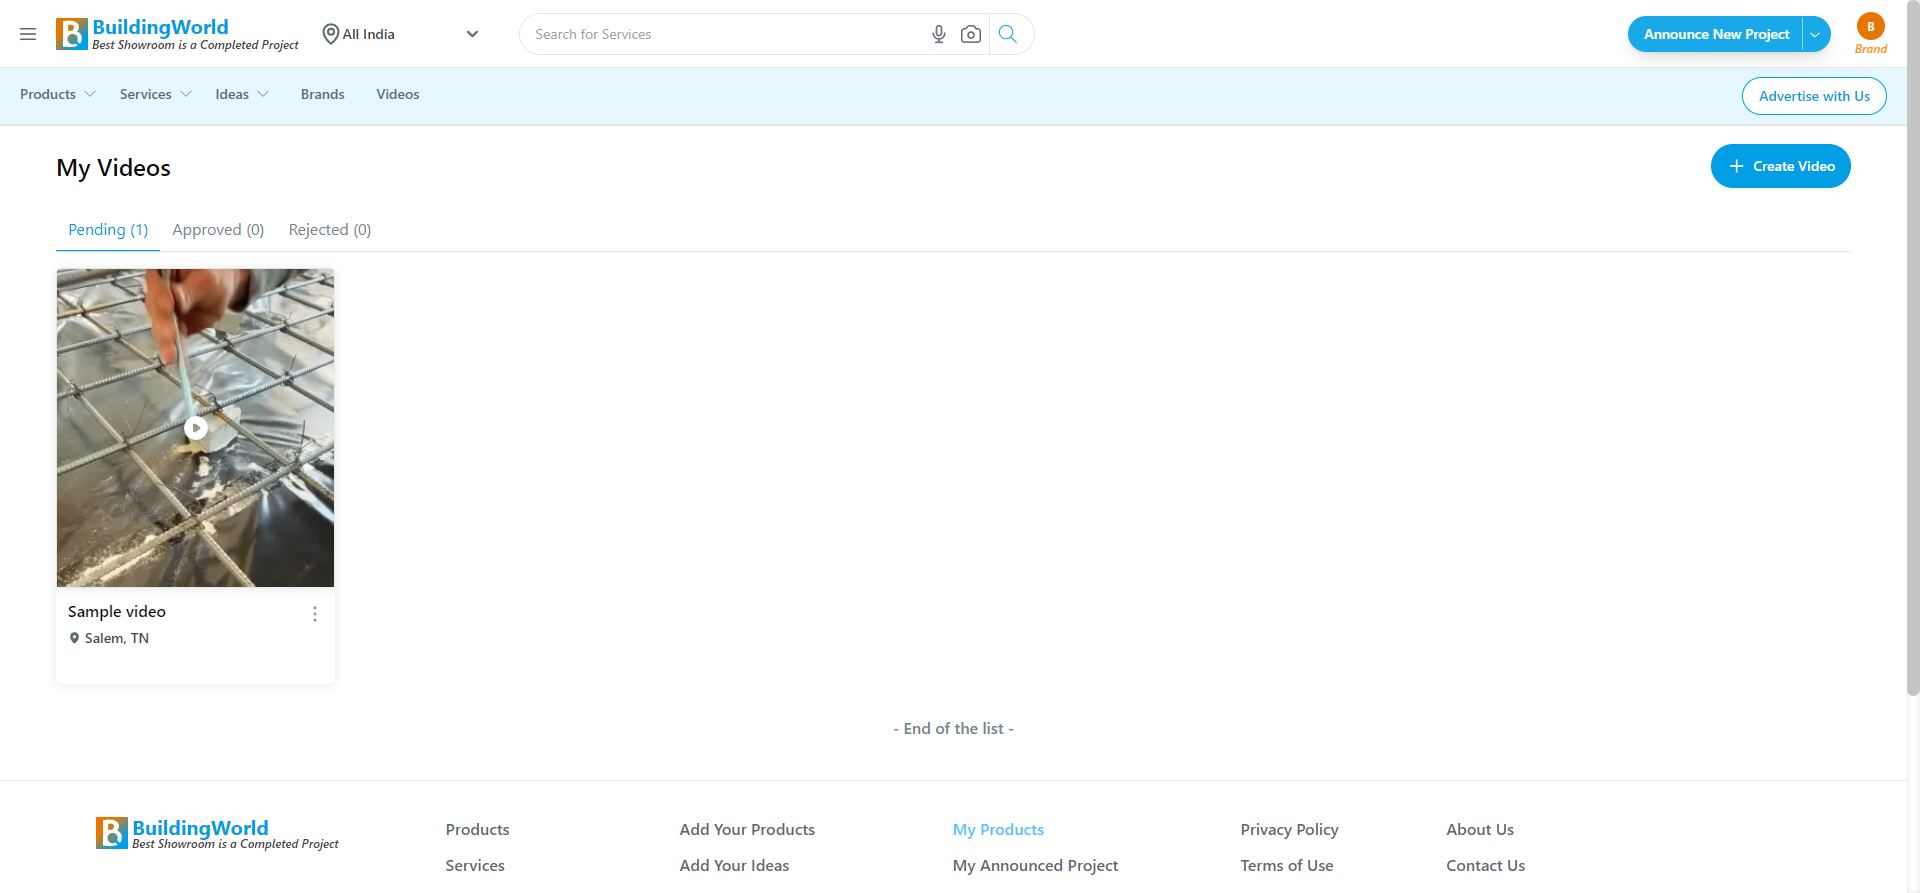 BuildingWorld
Best Showroom is a Completed Project
All India
Search for Services
Announce New Project
B
Brand
Products
Services
Ideas
Brands
Videos
Advertise with Us
My Videos
Create Video
Pending (1)
Approved (0)
Rejected (0)
Sample video
Salem, TN
- End of the list -
BuildingWorld
Best Showroom is a Completed Project
Products
Add Your Products
My Products
Privacy Policy
About Us
Services
Add Your Ideas
My Announced Project
Terms of Use
Contact Us